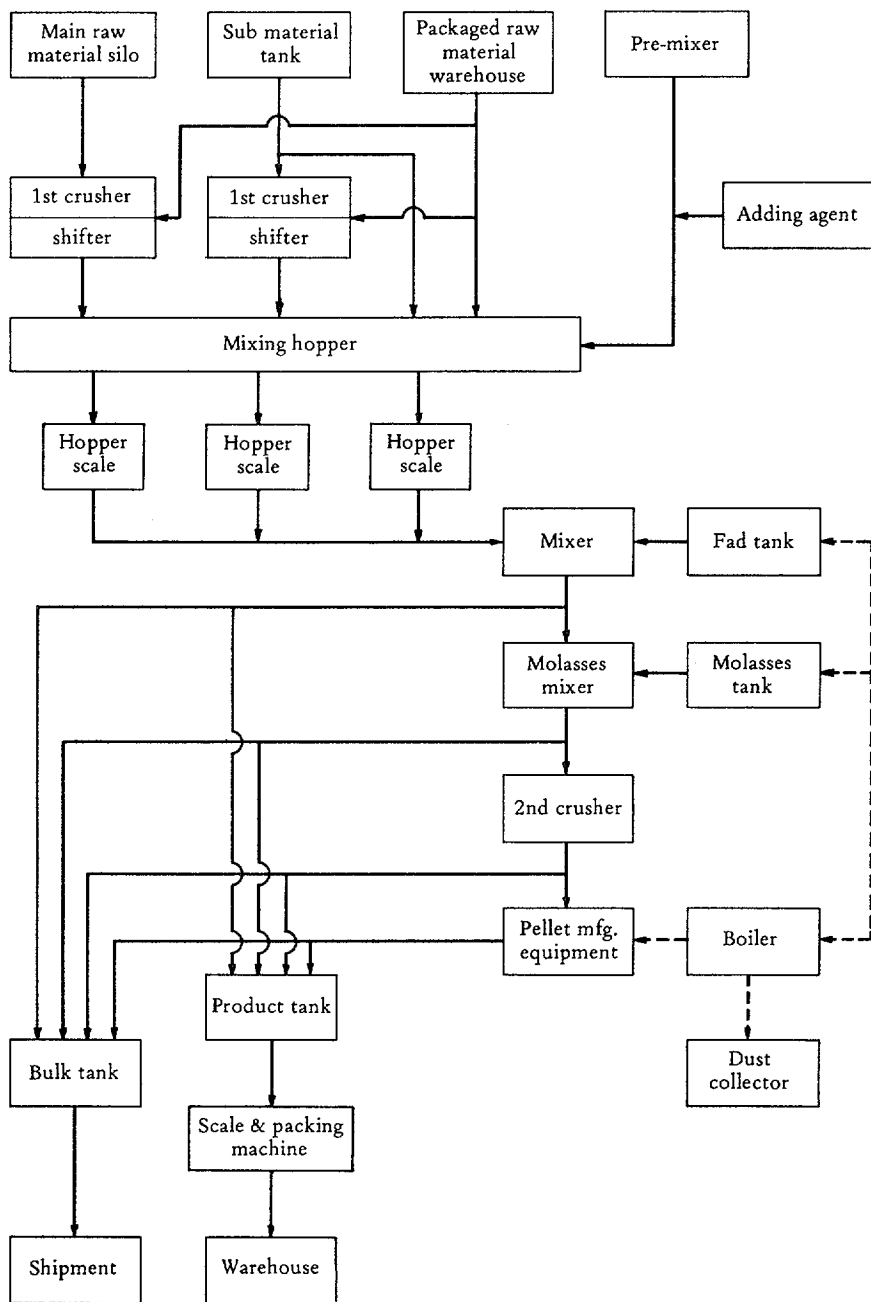 Main raw
material silo
Sub material
tank
Packaged raw
material
warehouse
Pre-mixer
1st crusher
shifter
1st crusher
shifter
Adding agent
Mixing hopper
Hopper
scale
Hopper
scale
Hopper
scale
Mixer
Fad tank
Molasses
mixer
Molasses
tank
2nd crusher
Pellet mfg.
equipment
Boiler
Product tank
Bulk tank
Dust
collector
Scale & packing
machine
Shipment
Warehouse